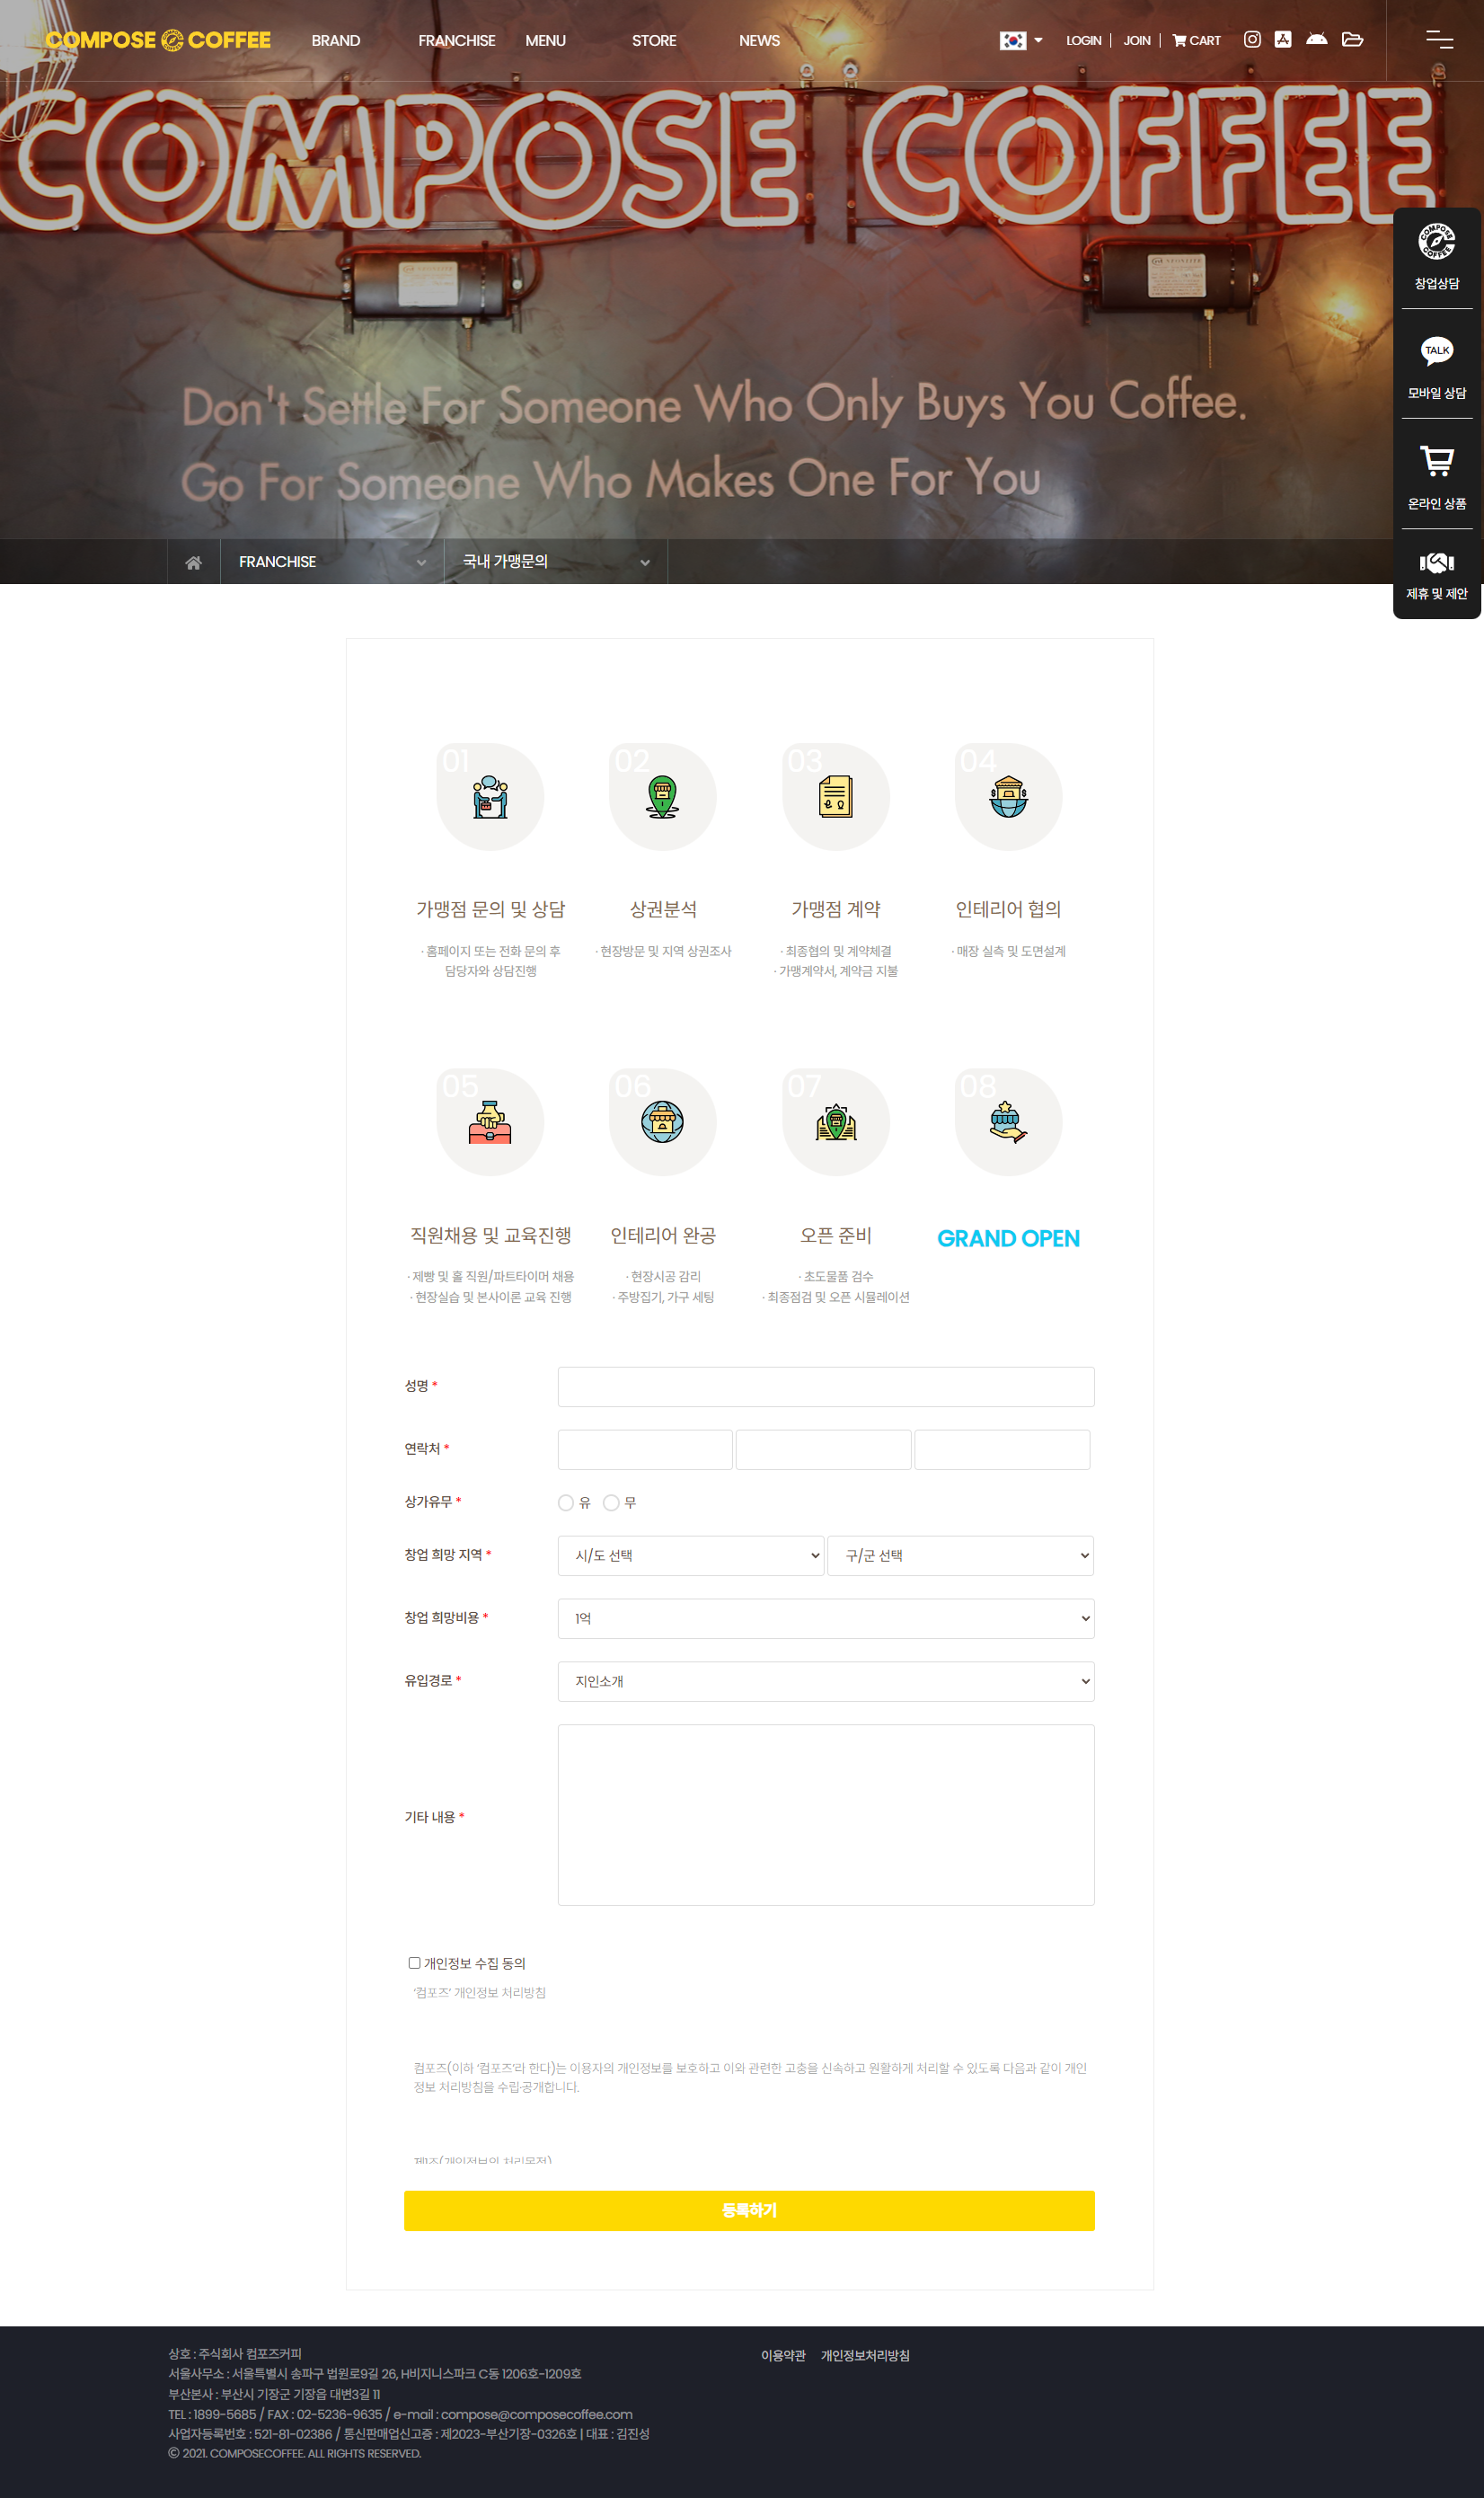 COMPOSE COFFEE
BRAND
FRANCHISE
MENU
STORE
NEWS
LOGIN
JOIN
CART
COMPOSE COFFEE
Don't Settle For Someone Who Only Buys You Coffee.
Go For Someone Who Makes One For You
COMPOSE COFFEE
창업상담
TALK
모바일 상담
온라인 상품
제휴 및 제안
FRANCHISE
국내 가맹문의
01
02
03
04
가맹점 문의 및 상담
상권분석
가맹점 계약
인테리어 협의
· 홈페이지 또는 전화 문의 후
담당자와 상담진행
· 현장방문 및 지역 상권조사
· 최종협의 및 계약체결
· 가맹계약서, 계약금 지불
· 매장 실측 및 도면설계
05
06
07
08
직원채용 및 교육진행
인테리어 완공
오픈 준비
GRAND OPEN
· 제빵 및 홀 직원/파트타이머 채용
· 현장실습 및 본사이론 교육 진행
· 현장시공 감리
· 주방집기, 가구 세팅
· 초도물품 검수
· 최종점검 및 오픈 시뮬레이션
성명 *
연락처 *
상가유무 *
유
무
창업 희망 지역 *
시/도 선택
구/군 선택
창업 희망비용 *
1억
유입경로 *
지인소개
기타 내용 *
개인정보 수집 동의
'컴포즈' 개인정보 처리방침
컴포즈(이하 '컴포즈'라 한다)는 이용자의 개인정보를 보호하고 이와 관련한 고충을 신속하고 원활하게 처리할 수 있도록 다음과 같이 개인
정보 처리방침을 수립·공개합니다.
제1조(개인정보의 처리목적)
등록하기
상호 : 주식회사 컴포즈커피
서울사무소 : 서울특별시 송파구 법원로9길 26, H비지니스파크 C동 1206호-1209호
부산본사 : 부산시 기장군 기장읍 대변3길 11
TEL : 1899-5685 / FAX : 02-5236-9635 / e-mail : compose@composecoffee.com
사업자등록번호 : 521-81-02386 / 통신판매업신고증 : 제2023-부산기장-0326호 | 대표 : 김진성
© 2021. COMPOSECOFFEE. ALL RIGHTS RESERVED.
이용약관
개인정보처리방침